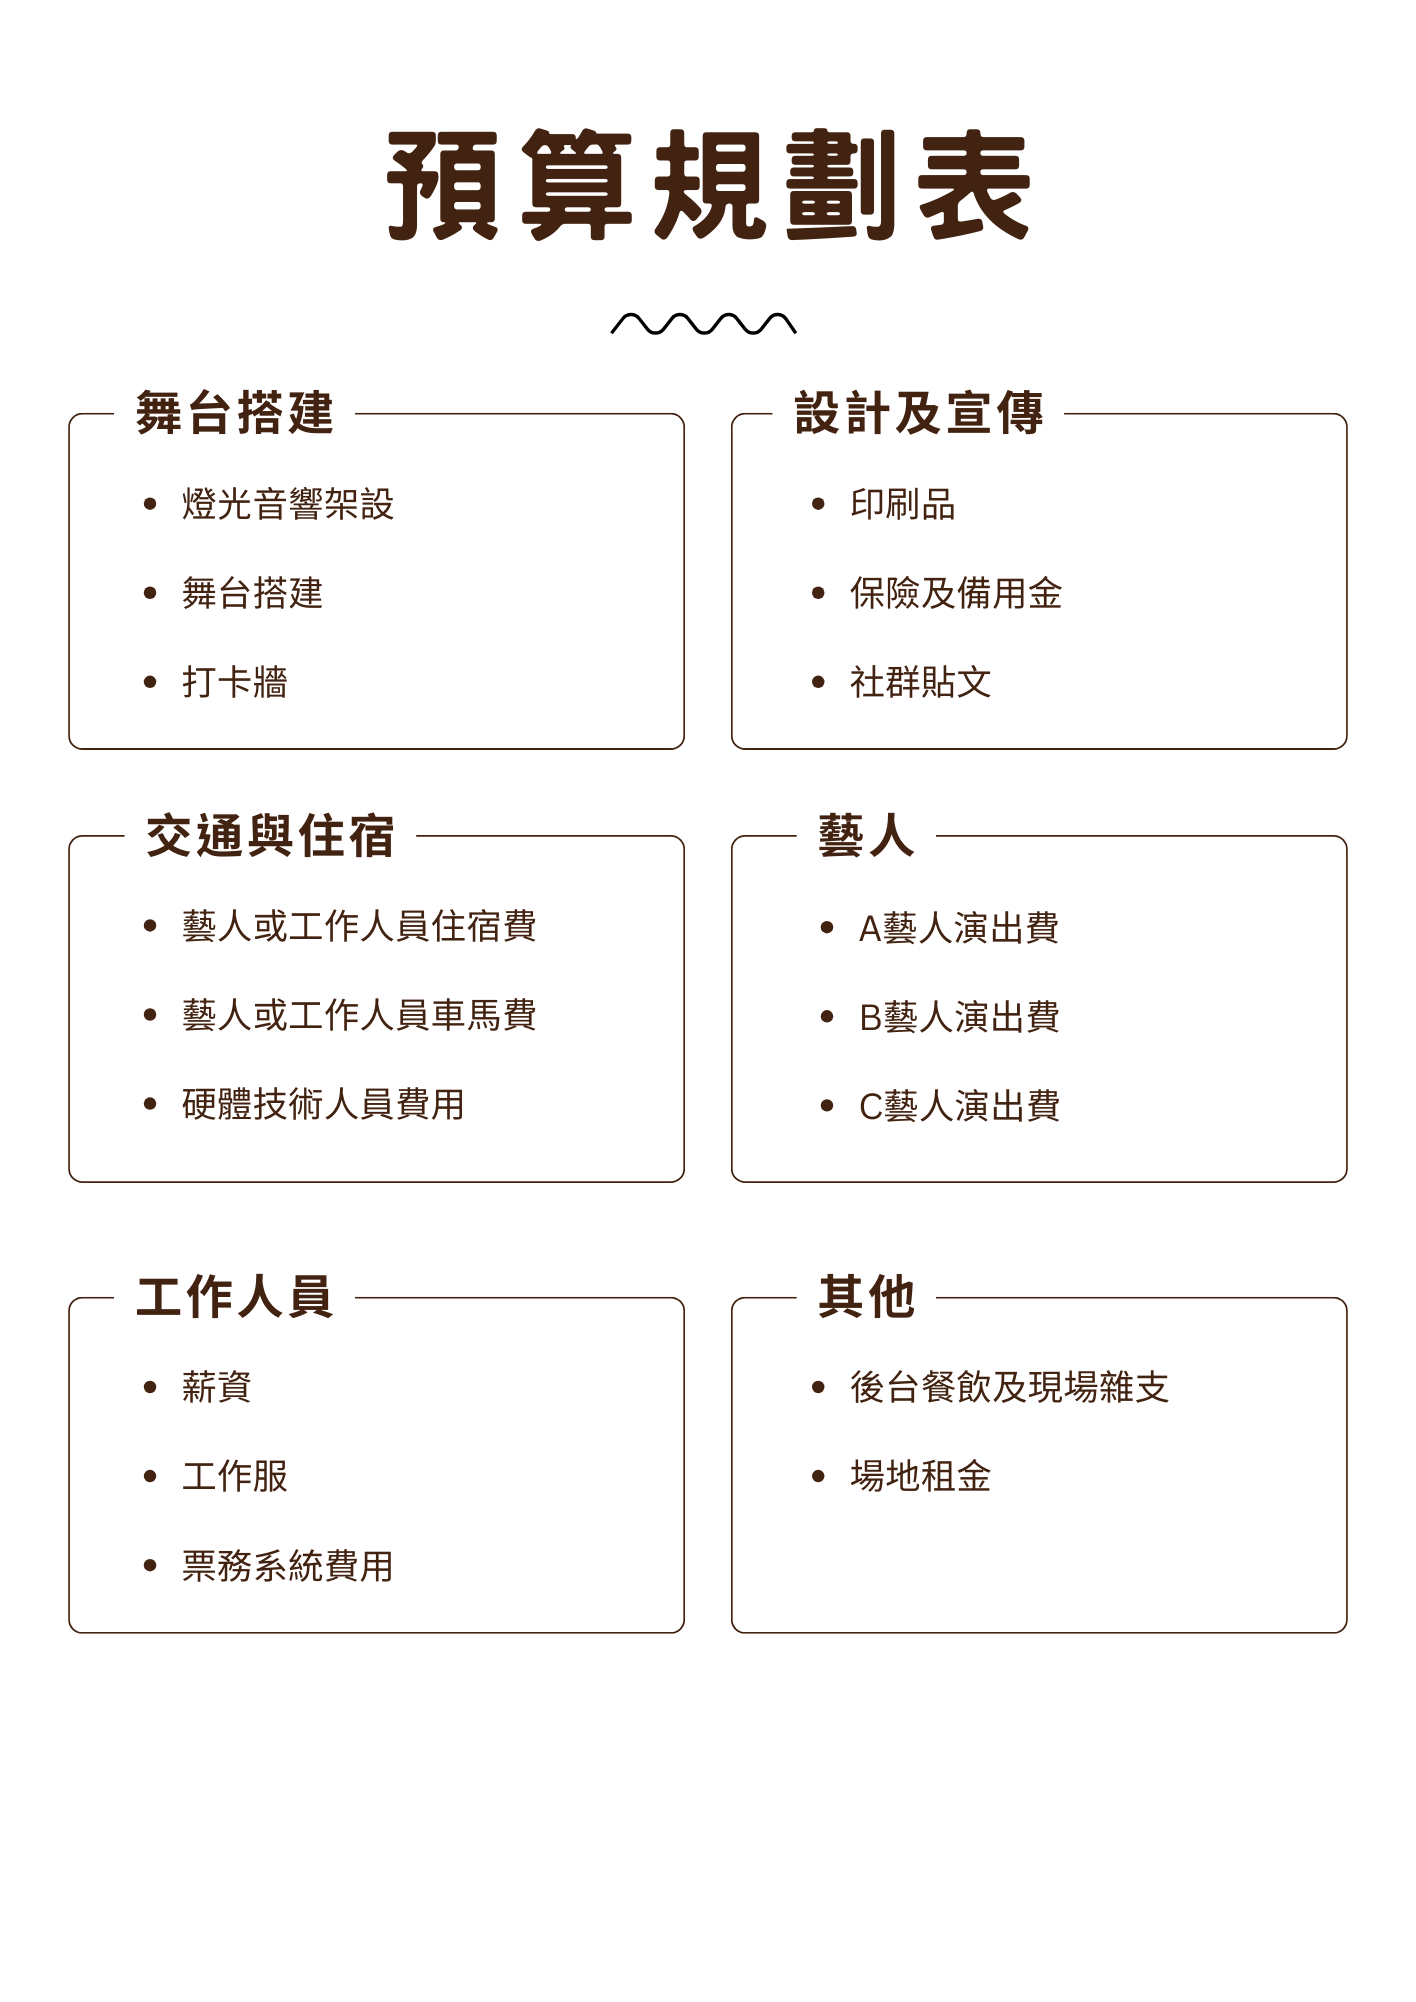 預算規劃表
舞台搭建
燈光音響架設
舞台搭建
打卡牆
設計及宣傳
印刷品
保險及備用金
社群貼文
交通與住宿
藝人或工作人員住宿費
藝人或工作人員車馬費
硬體技術人員費用
藝人
A藝人演出費
B藝人演出費
C藝人演出費
工作人員
薪資
工作服
票務系統費用
其他
後台餐飲及現場雜支
場地租金